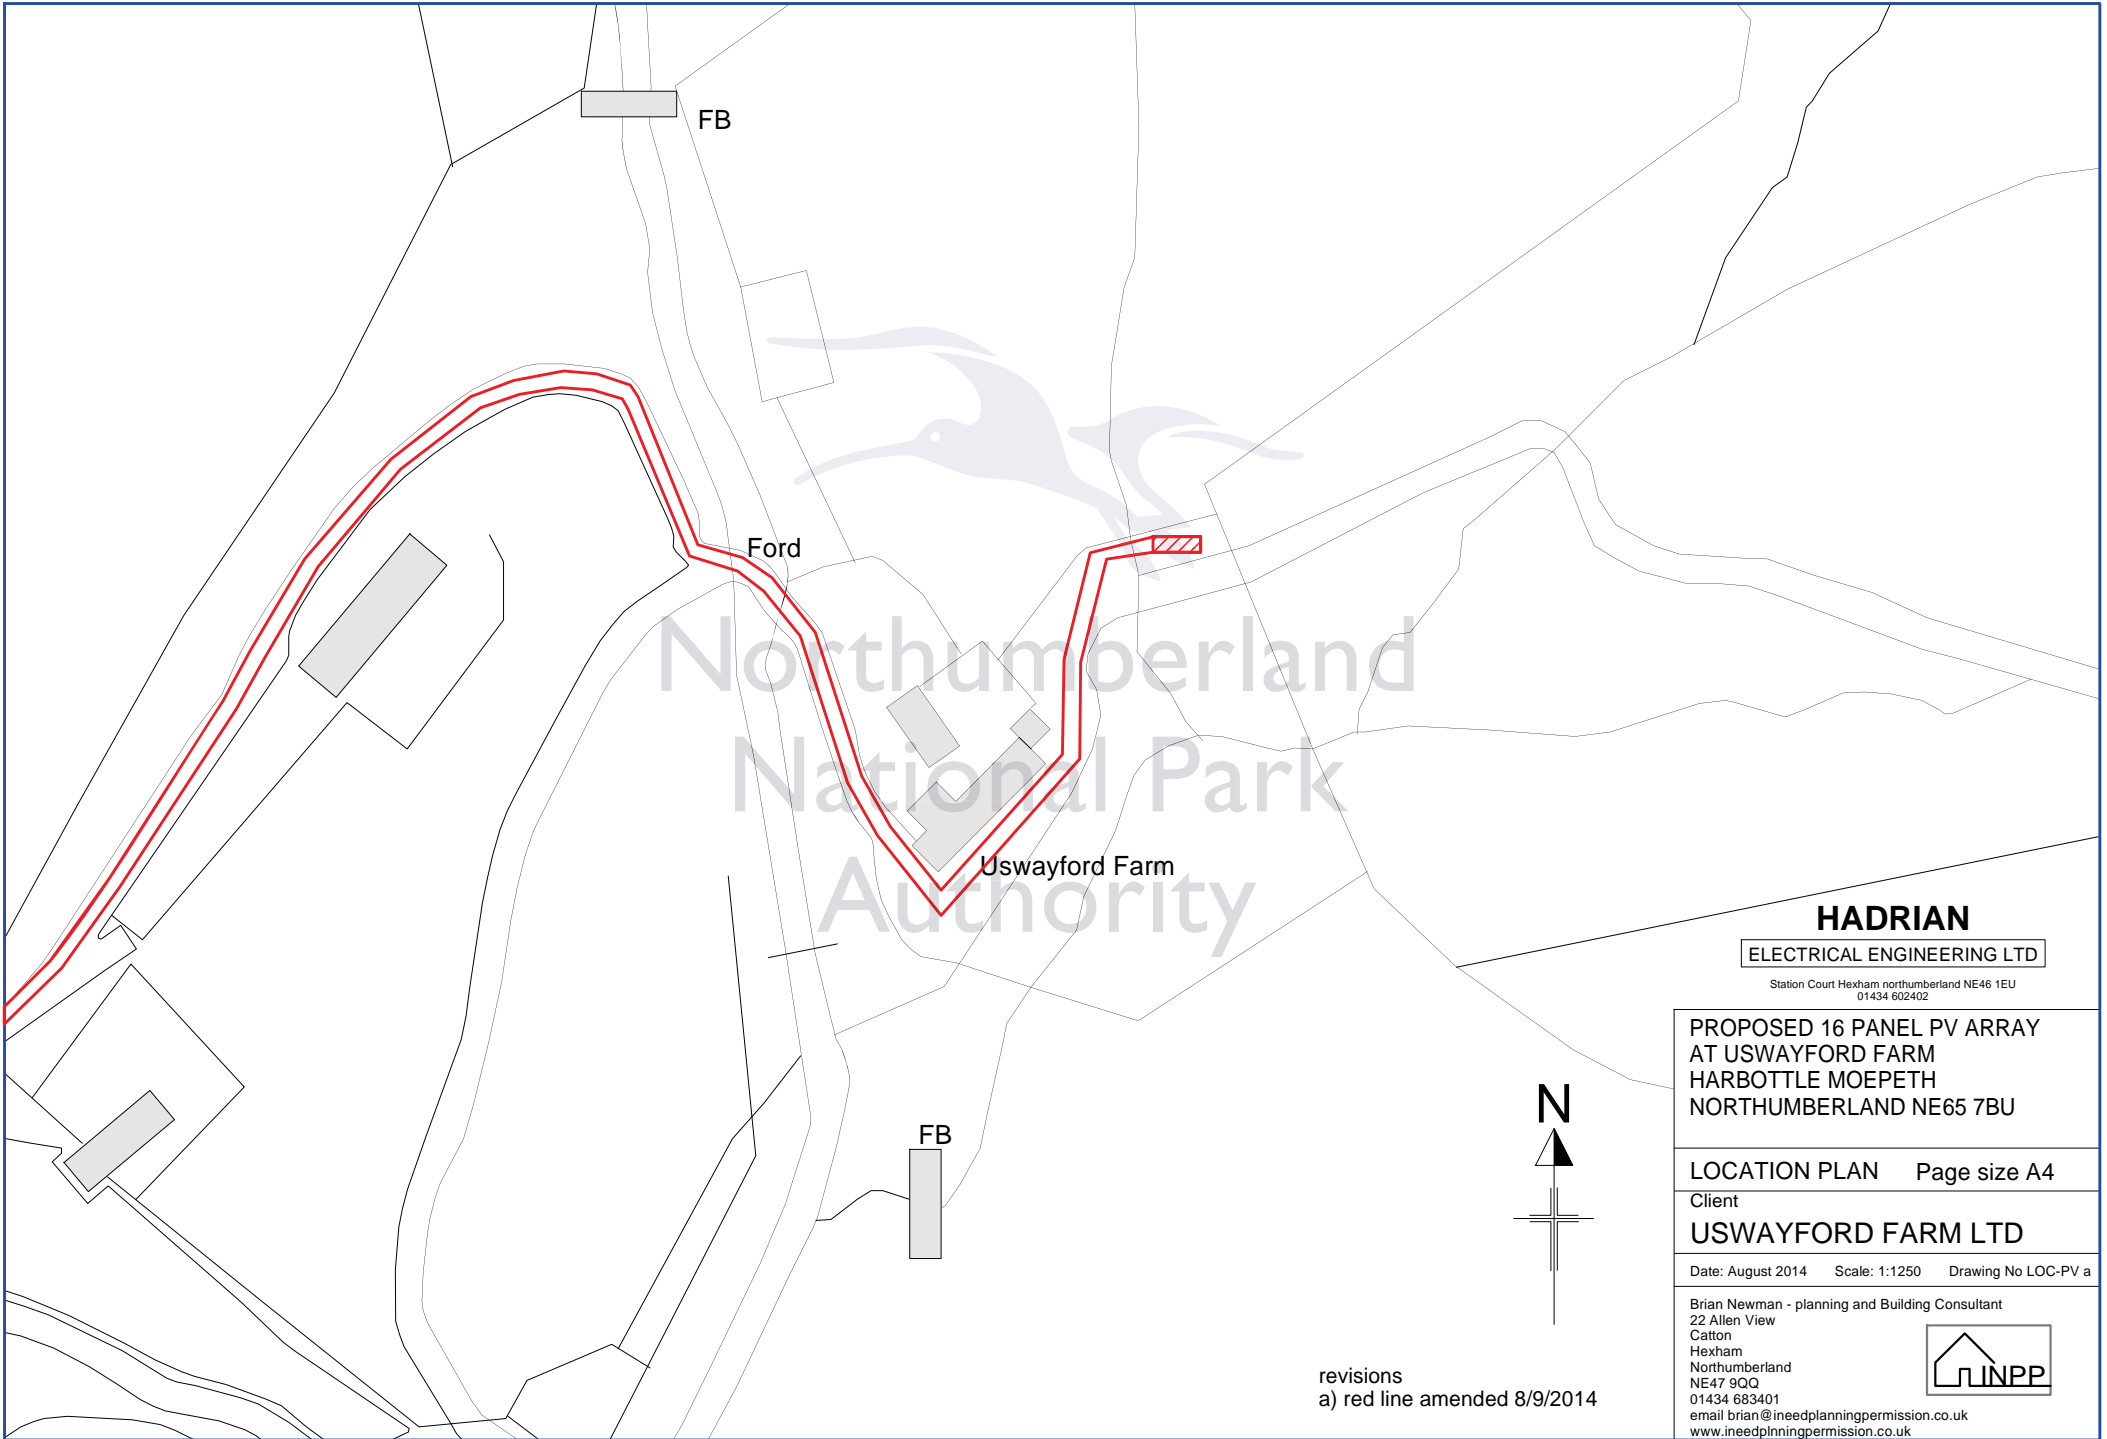 FB
Ford
Northumberland
National Park
Authority
Uswayford Farm
FB
N
revisions
a) red line amended 8/9/2014
HADRIAN
ELECTRICAL ENGINEERING LTD
Station Court Hexham northumberland NE46 1EU
01434 602402
PROPOSED 16 PANEL PV ARRAY
AT USWAYFORD FARM
HARBOTTLE MOEPETH
NORTHUMBERLAND NE65 7BU
LOCATION PLAN Page size A4
Client
USWAYFORD FARM LTD
Date: August 2014 Scale: 1:1250 Drawing No LOC-PV a
Brian Newman - planning and Building Consultant
22 Allen View
Catton
Hexham
Northumberland
NE47 9QQ
01434 683401
email brian@ineedplanningpermission.co.uk
www.ineedplnningpermission.co.uk
INPP